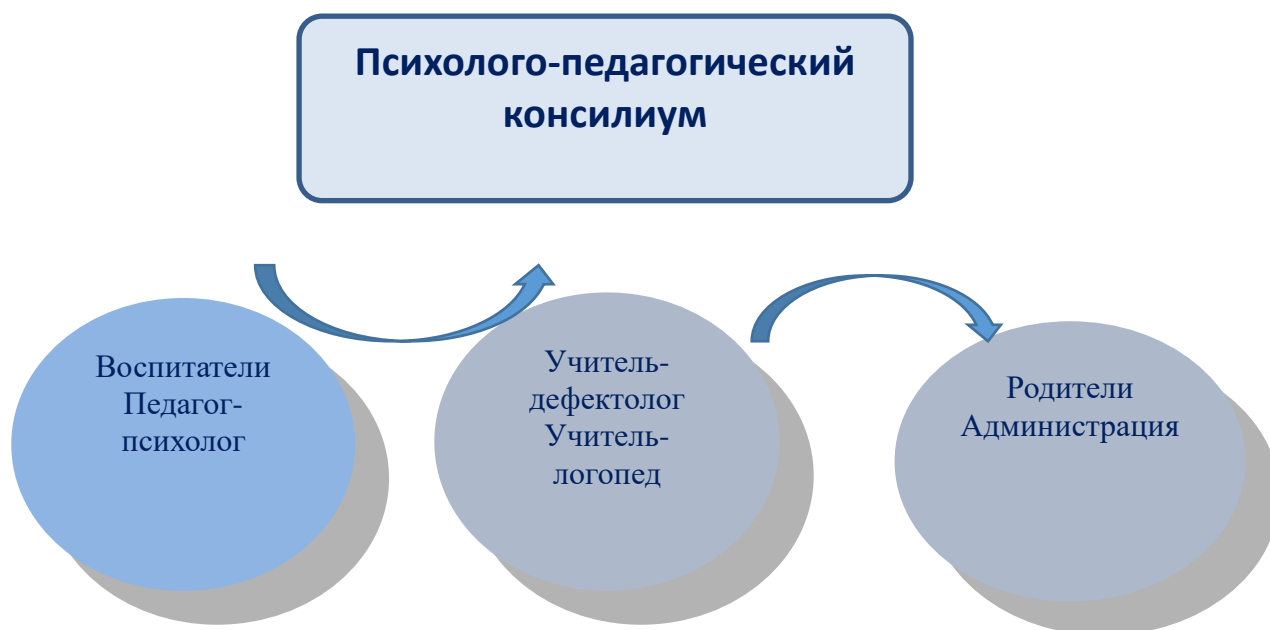 Психолого-педагогический
консилиум
Воспитатели
Педагог-
психолог
Учитель-
дефектолог
Учитель-
логопед
Родители
Администрация